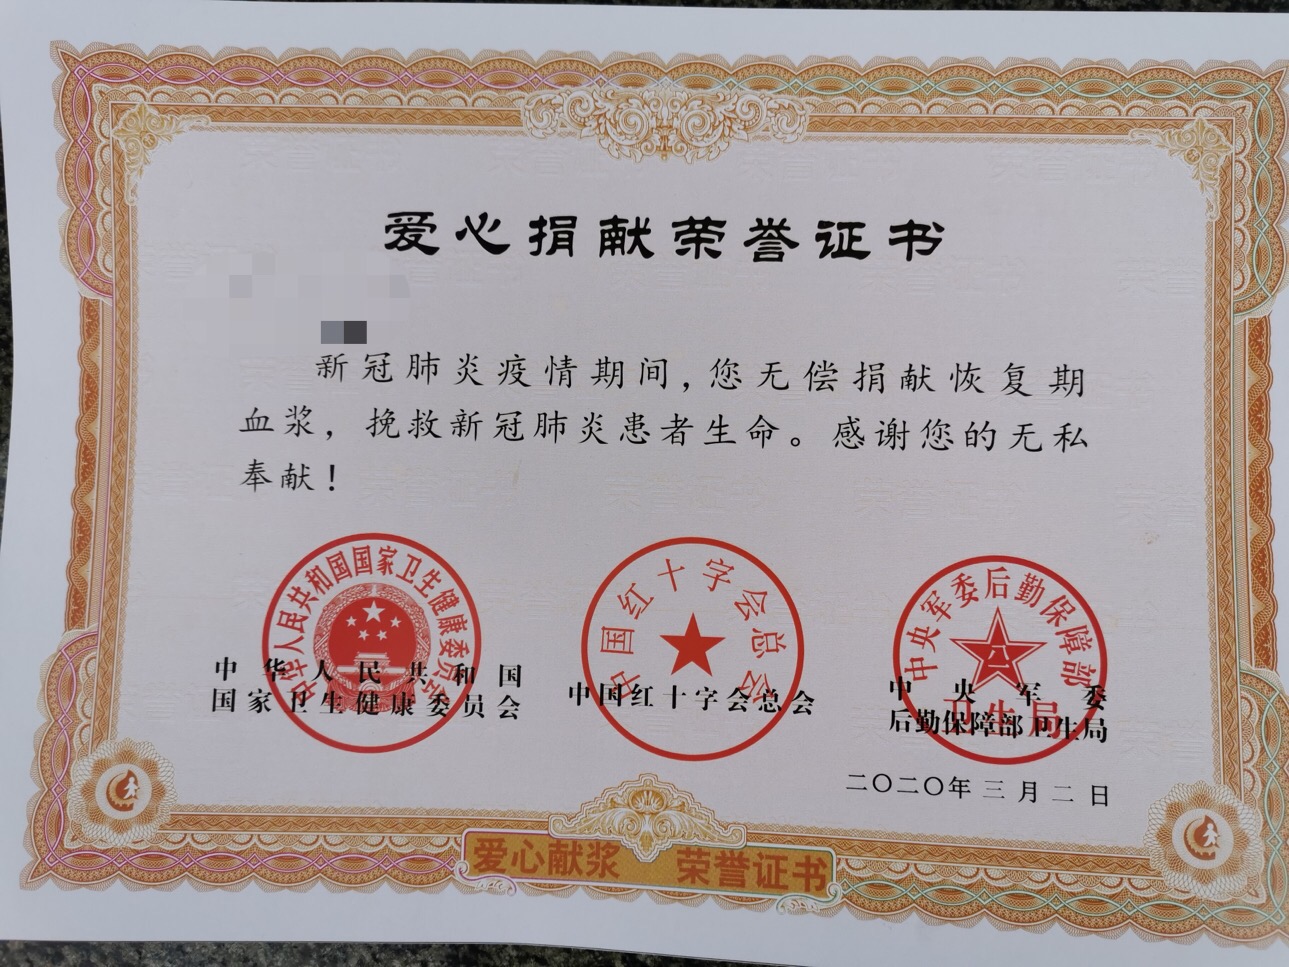 爱心捐献荣誉证书
新冠肺炎疫情期间，您无偿捐献恢复期
血浆，挽救新冠肺炎患者生命。感谢您的无私
奉献！
中华人民共和国国家卫生健康委员会
中国红十字会总会
中央军委后勤保障部
卫生局
中华人民共和国
国家卫生健康委员会
中国红十字会总会
中央军委
后勤保障部卫生局
二〇二〇年三月二日
爱心献浆 荣誉证书